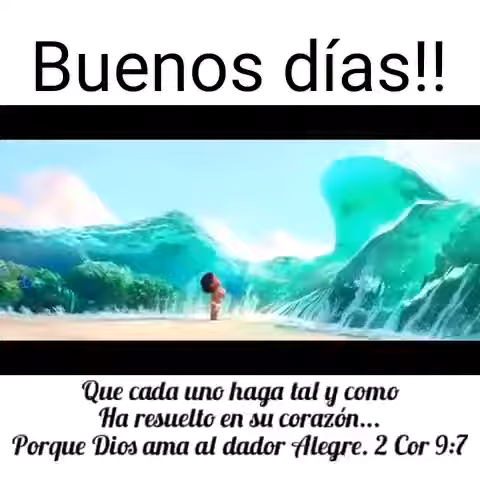 Buenos días!!
Que cada uno haga tal y como
Ha resuelto en su corazón...
Porque Dios ama al dador Alegre. 2 Cor 9:7